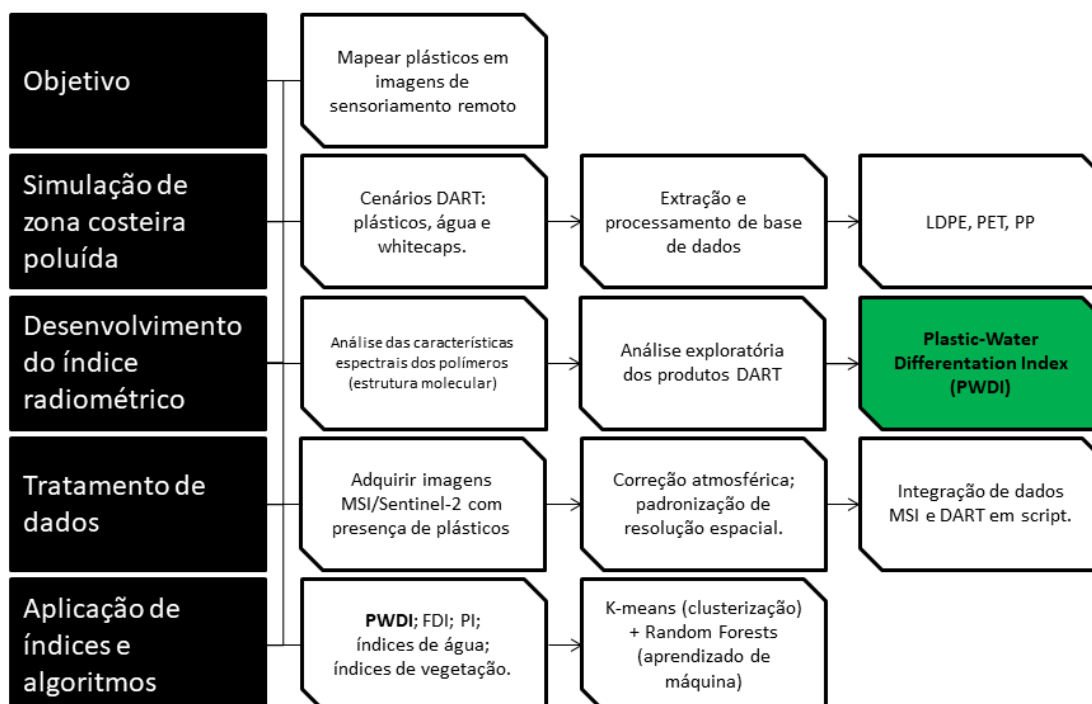 Objetivo
Mapear plásticos em
imagens de
sensoriamento remoto
Simulação de
zona costeira
poluída
Cenários DART:
plásticos, água e
whitecaps.
Extração e
processamento de base
de dados
LDPE, PET, PP
Desenvolvimento
do índice
radiométrico
Análise das características
espectrais dos polímeros
(estrutura molecular)
Análise exploratória
dos produtos DART
Plastic-Water
Differentation Index
(PWDI)
Tratamento de
dados
Adquirir imagens
MSI/Sentinel-2 com
presença de plásticos
Correção atmosférica;
padronização de
resolução espacial.
Integração de dados
MSI e DART em script.
Aplicação de
índices e
algoritmos
PWDI; FDI; PI;
índices de água;
índices de vegetação.
K-means (clusterização)
+ Random Forests
(aprendizado de
máquina)